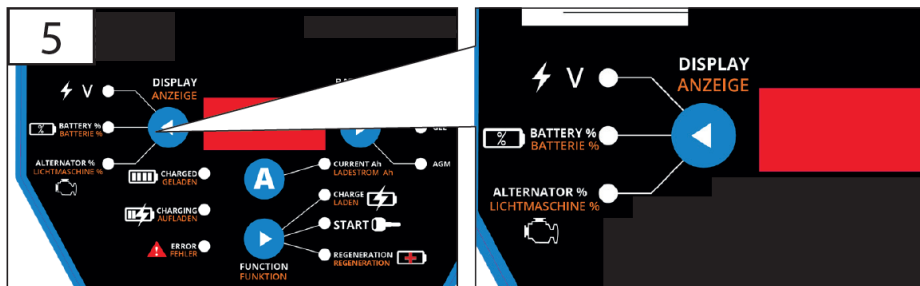 5
DISPLAY
ANZEIGE
V
BATTERY %
BATTERIE %
ALTERNATOR %
LICHTMASCHINE %
CHARGED
GELADEN
CHARGING
AUFLADEN
ERROR
FEHLER
A
CURRENT Ah
LADESTROM Ah
AGM
CHARGE
LADEN
START
REGENERATION
REGENERATION
FUNCTION
FUNKTION
DISPLAY
ANZEIGE
V
%
BATTERY %
BATTERIE %
ALTERNATOR %
LICHTMASCHINE %